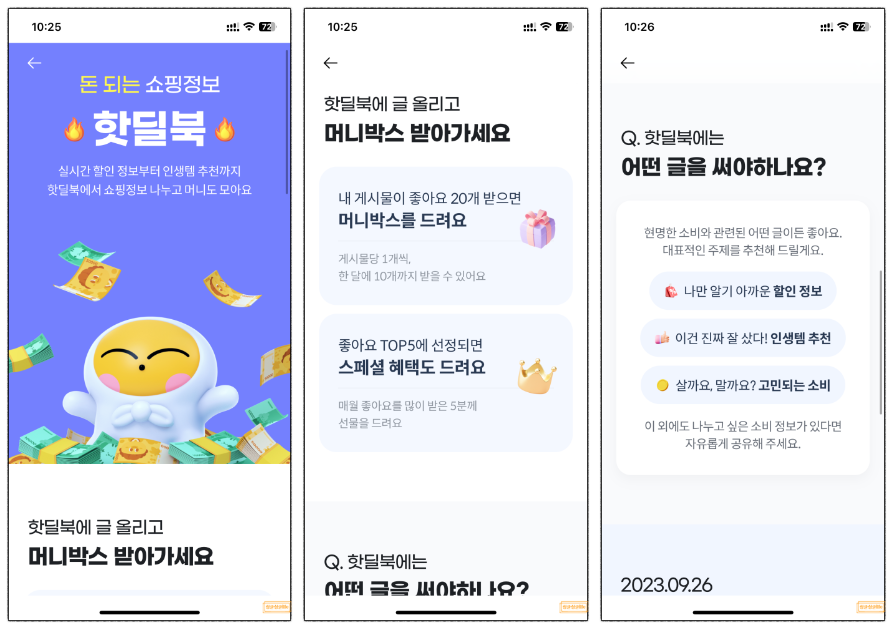 10:25
72
돈 되는 쇼핑정보
핫딜북
실시간 할인 정보부터 인생템 추천까지
핫딜북에서 쇼핑정보 나누고 머니도 모아요
핫딜북에 글 올리고
머니박스 받아가세요
10:25
72
핫딜북에 글 올리고
머니박스 받아가세요
내 게시물이 좋아요 20개 받으면
머니박스를 드려요
게시물당 1개씩,
한 달에 10개까지 받을 수 있어요
좋아요 TOP5에 선정되면
스페셜 혜택도 드려요
매월 좋아요를 많이 받은 5분께
선물을 드려요
Q. 핫딜북에는
어떤 글을 써야하나요?
10:26
72
Q. 핫딜북에는
어떤 글을 써야하나요?
현명한 소비와 관련된 어떤 글이든 좋아요.
대표적인 주제를 추천해 드릴게요.
나만 알기 아까운 할인 정보
이건 진짜 잘 샀다! 인생템 추천
살까요, 말까요? 고민되는 소비
이 외에도 나누고 싶은 소비 정보가 있다면
자유롭게 공유해 주세요.
2023.09.26